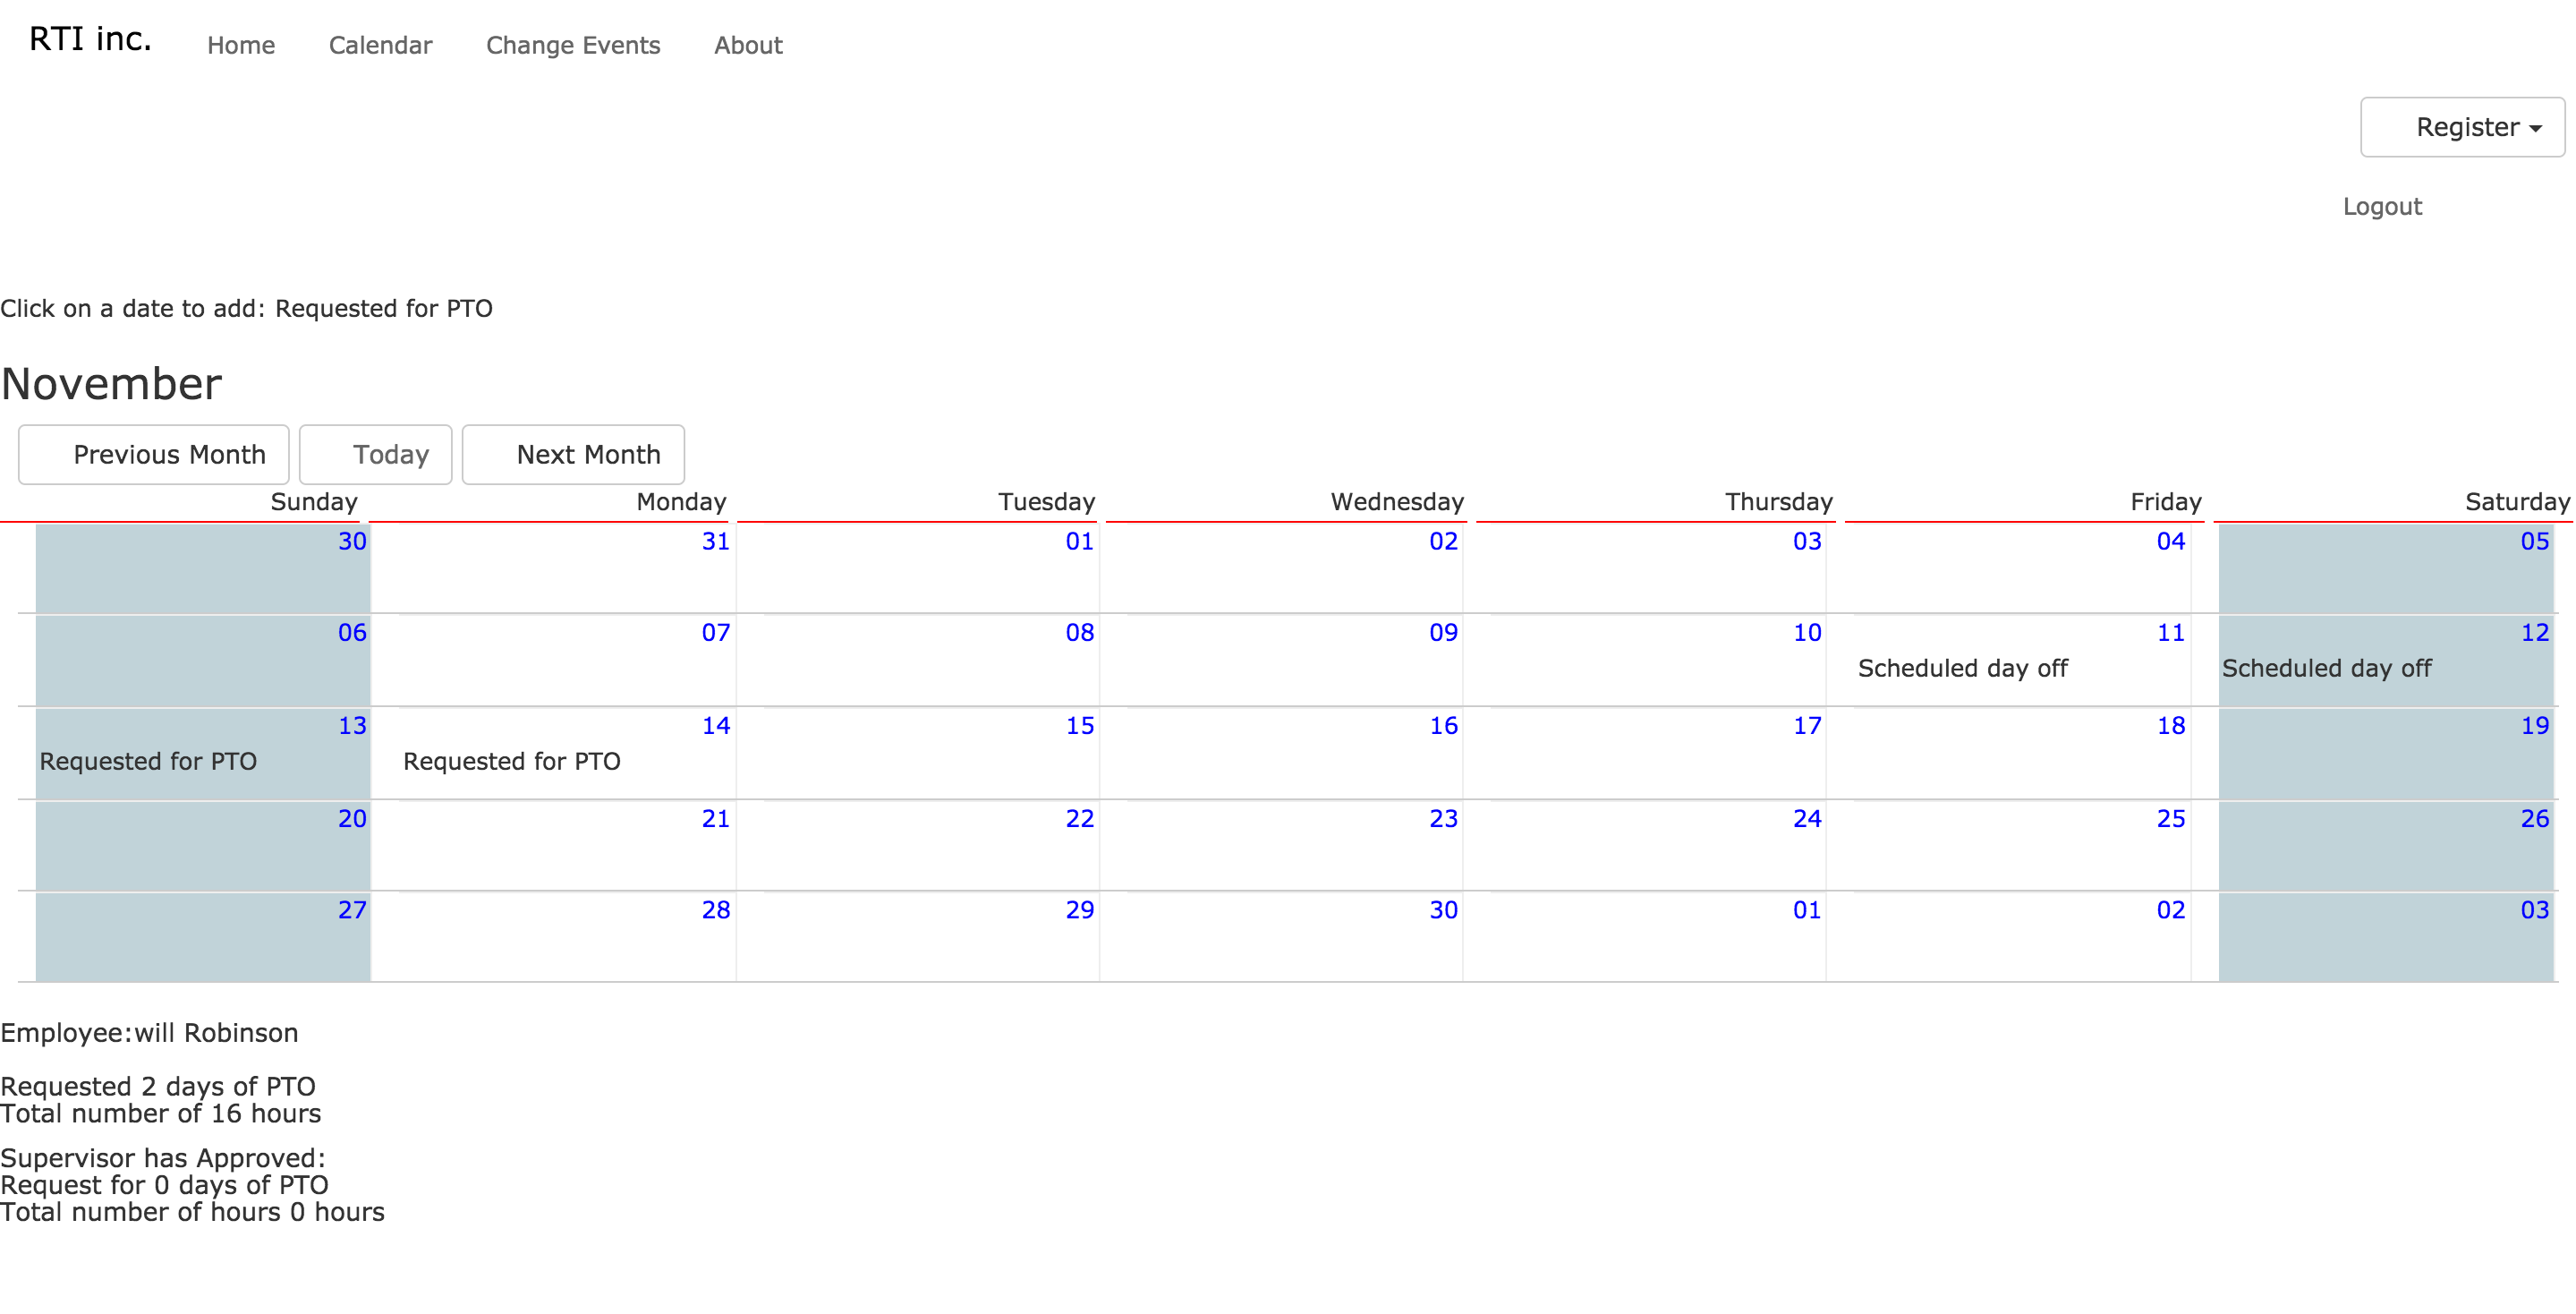 RTI inc. Home Calendar Change Events About
Register
Logout
Click on a date to add: Requested for PTO
November
Previous Month Today Next Month
Sunday Monday Tuesday Wednesday Thursday Friday Saturday
30 31 01 02 03 04 05
06 07 08 09 10 11 12
Scheduled day off Scheduled day off
13 14 15 16 17 18 19
Requested for PTO Requested for PTO
20 21 22 23 24 25 26
27 28 29 30 01 02 03
Employee:will Robinson
Requested 2 days of PTO
Total number of 16 hours
Supervisor has Approved:
Request for 0 days of PTO
Total number of hours 0 hours